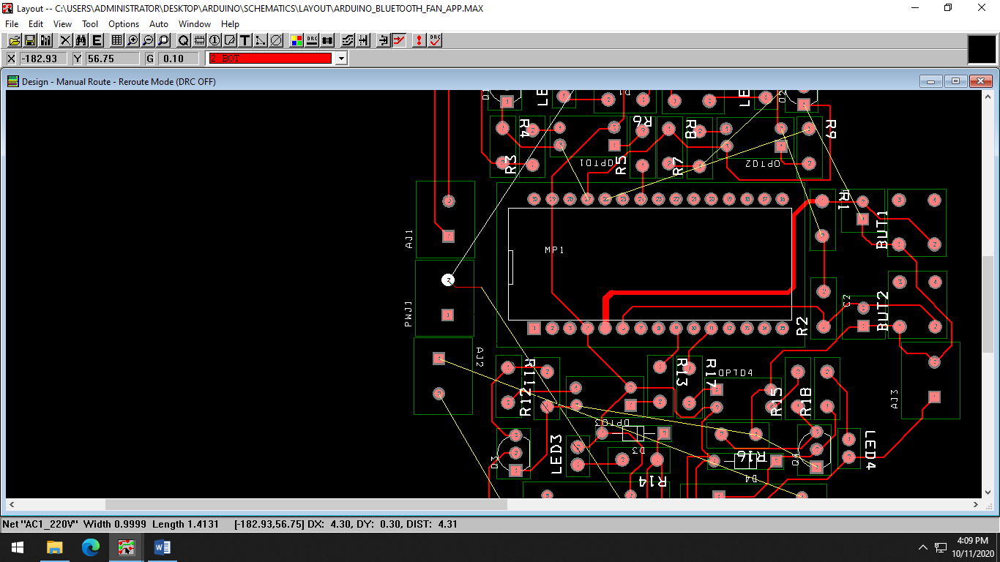 Layout -- C:\USERS\ADMINISTRATOR\DESKTOP\ARDUINO\SCHEMATICS\LAYOUT\ARDUINO_BLUETOOTH_FAN_APP.MAX
File Edit View Tool Options Auto Window Help
X -182.93 Y 56.75 G 0.10 2 BOT
Design - Manual Route - Reroute Mode (DRC OFF)
R4 R6 R8 R9
R3 OPTO1 R5 R7 OPTO2
R1
BUT1
AJ1
MP1
PWJ1
R2
C2
BUT2
AJ2
R11
R12
R13
R17
OPTO4
R15
R18
AJ3
OPTO3
LED3
D3
Q3
R14
R16
D4
Q4
LED4
Net "AC1_220V" Width 0.9999 Length 1.4131 [-182.93,56.75] DX: 4.30, DY: 0.30, DIST: 4.31
4:09 PM
10/11/2020